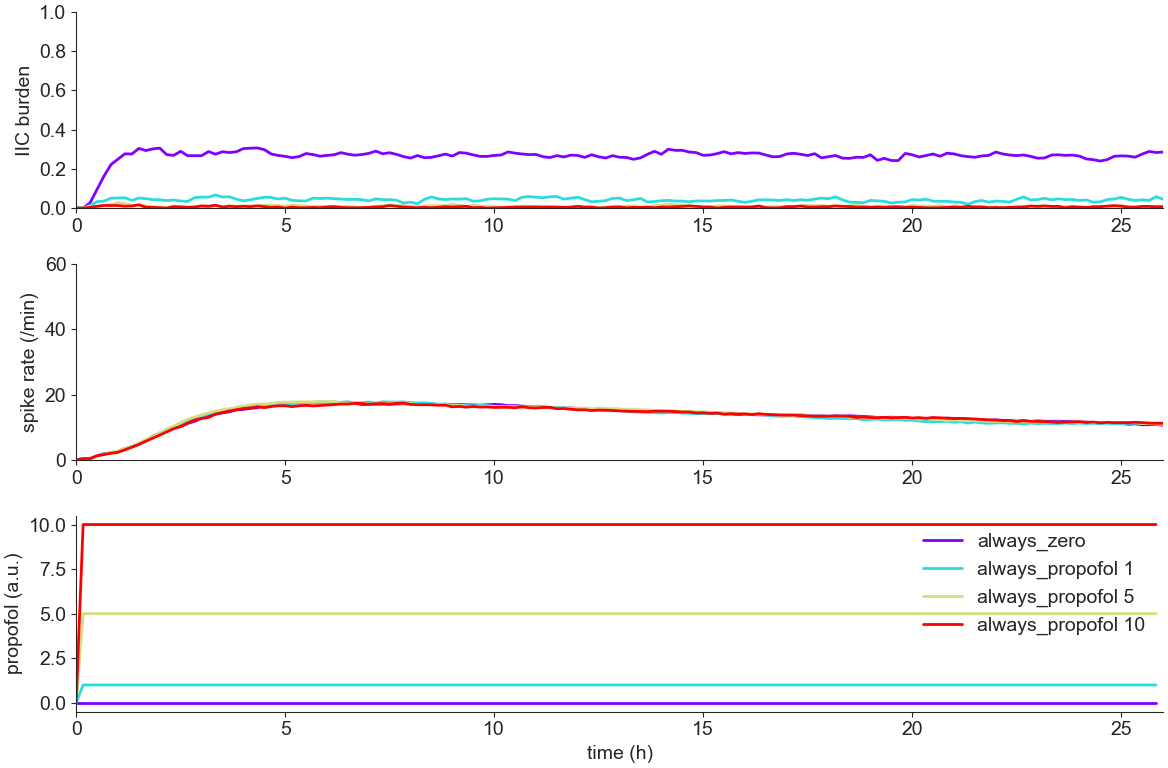 IIC burden
1.0
0.8
0.6
0.4
0.2
0.0
0 5 10 15 20 25
spike rate (/min)
60
40
20
0
0 5 10 15 20 25
propofol (a.u.)
10.0
7.5
5.0
2.5
0.0
always_zero
always_propofol 1
always_propofol 5
always_propofol 10
0 5 10 15 20 25
time (h)